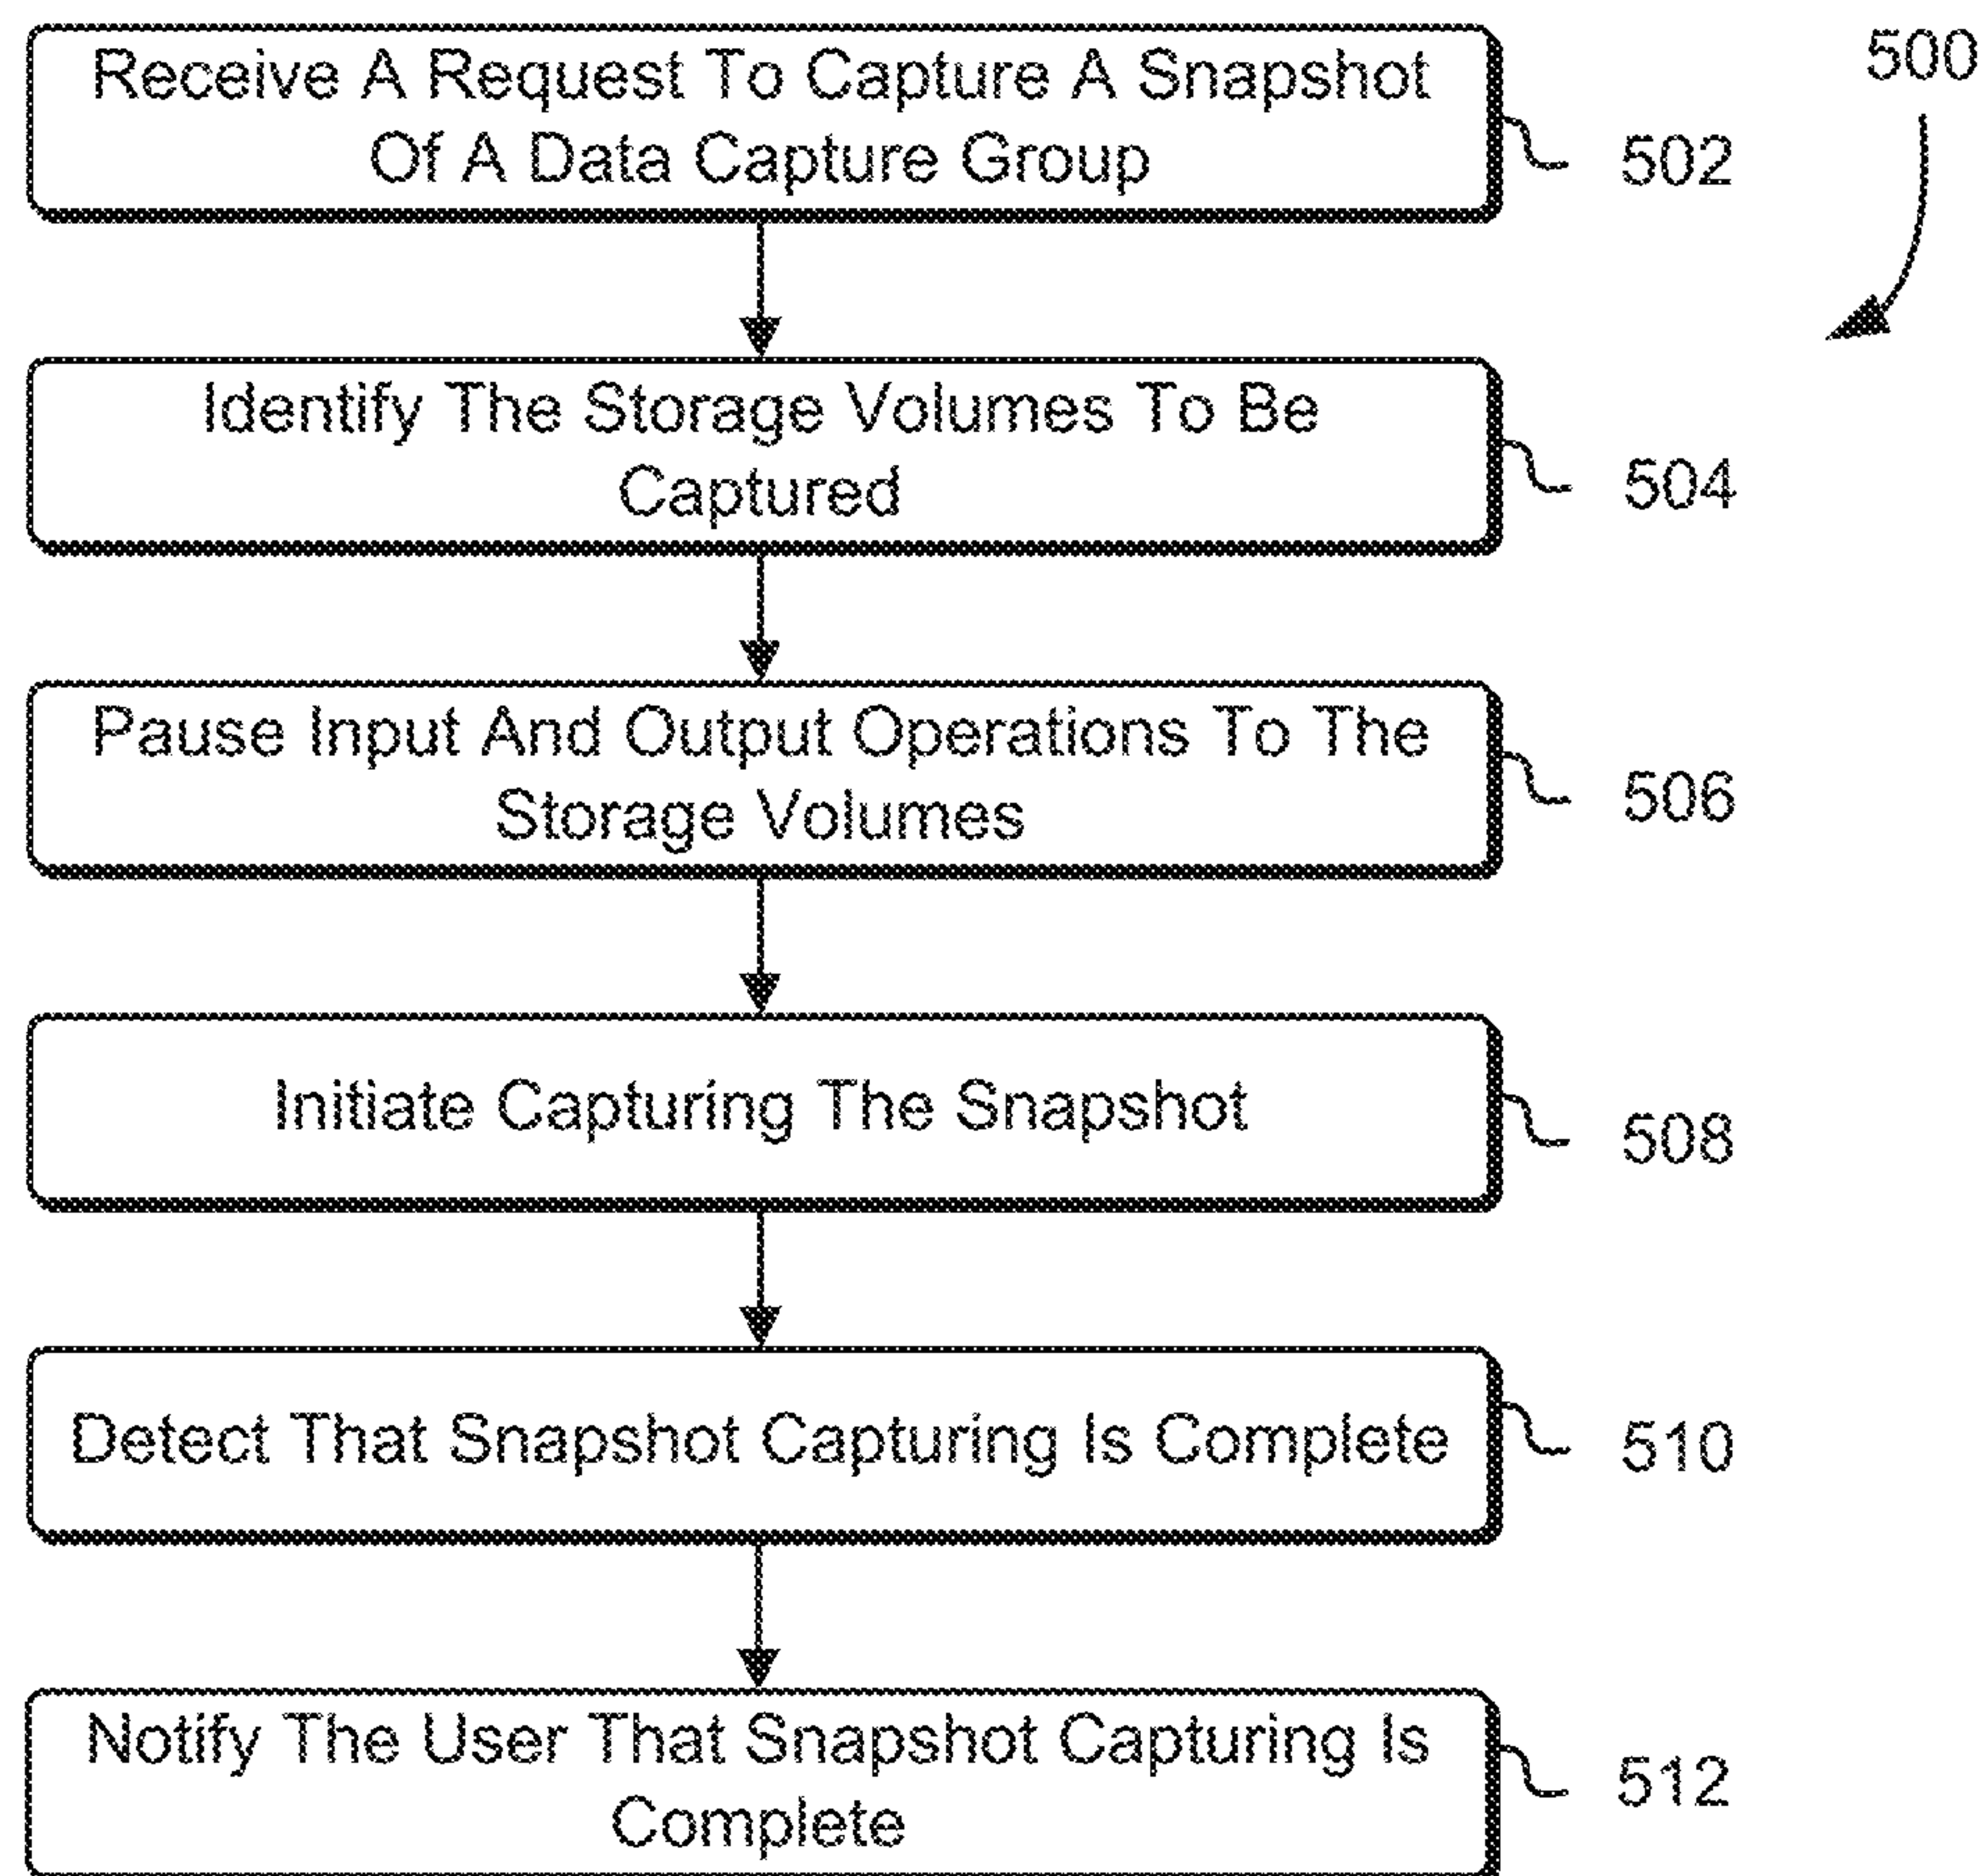 Receive A Request To Capture A Snapshot
Of A Data Capture Group
500
502
Identify The Storage Volumes To Be
Captured
504
Pause Input And Output Operations To The
Storage Volumes
506
Initiate Capturing The Snapshot
508
Detect That Snapshot Capturing Is Complete
510
Notify The User That Snapshot Capturing Is
Complete
512